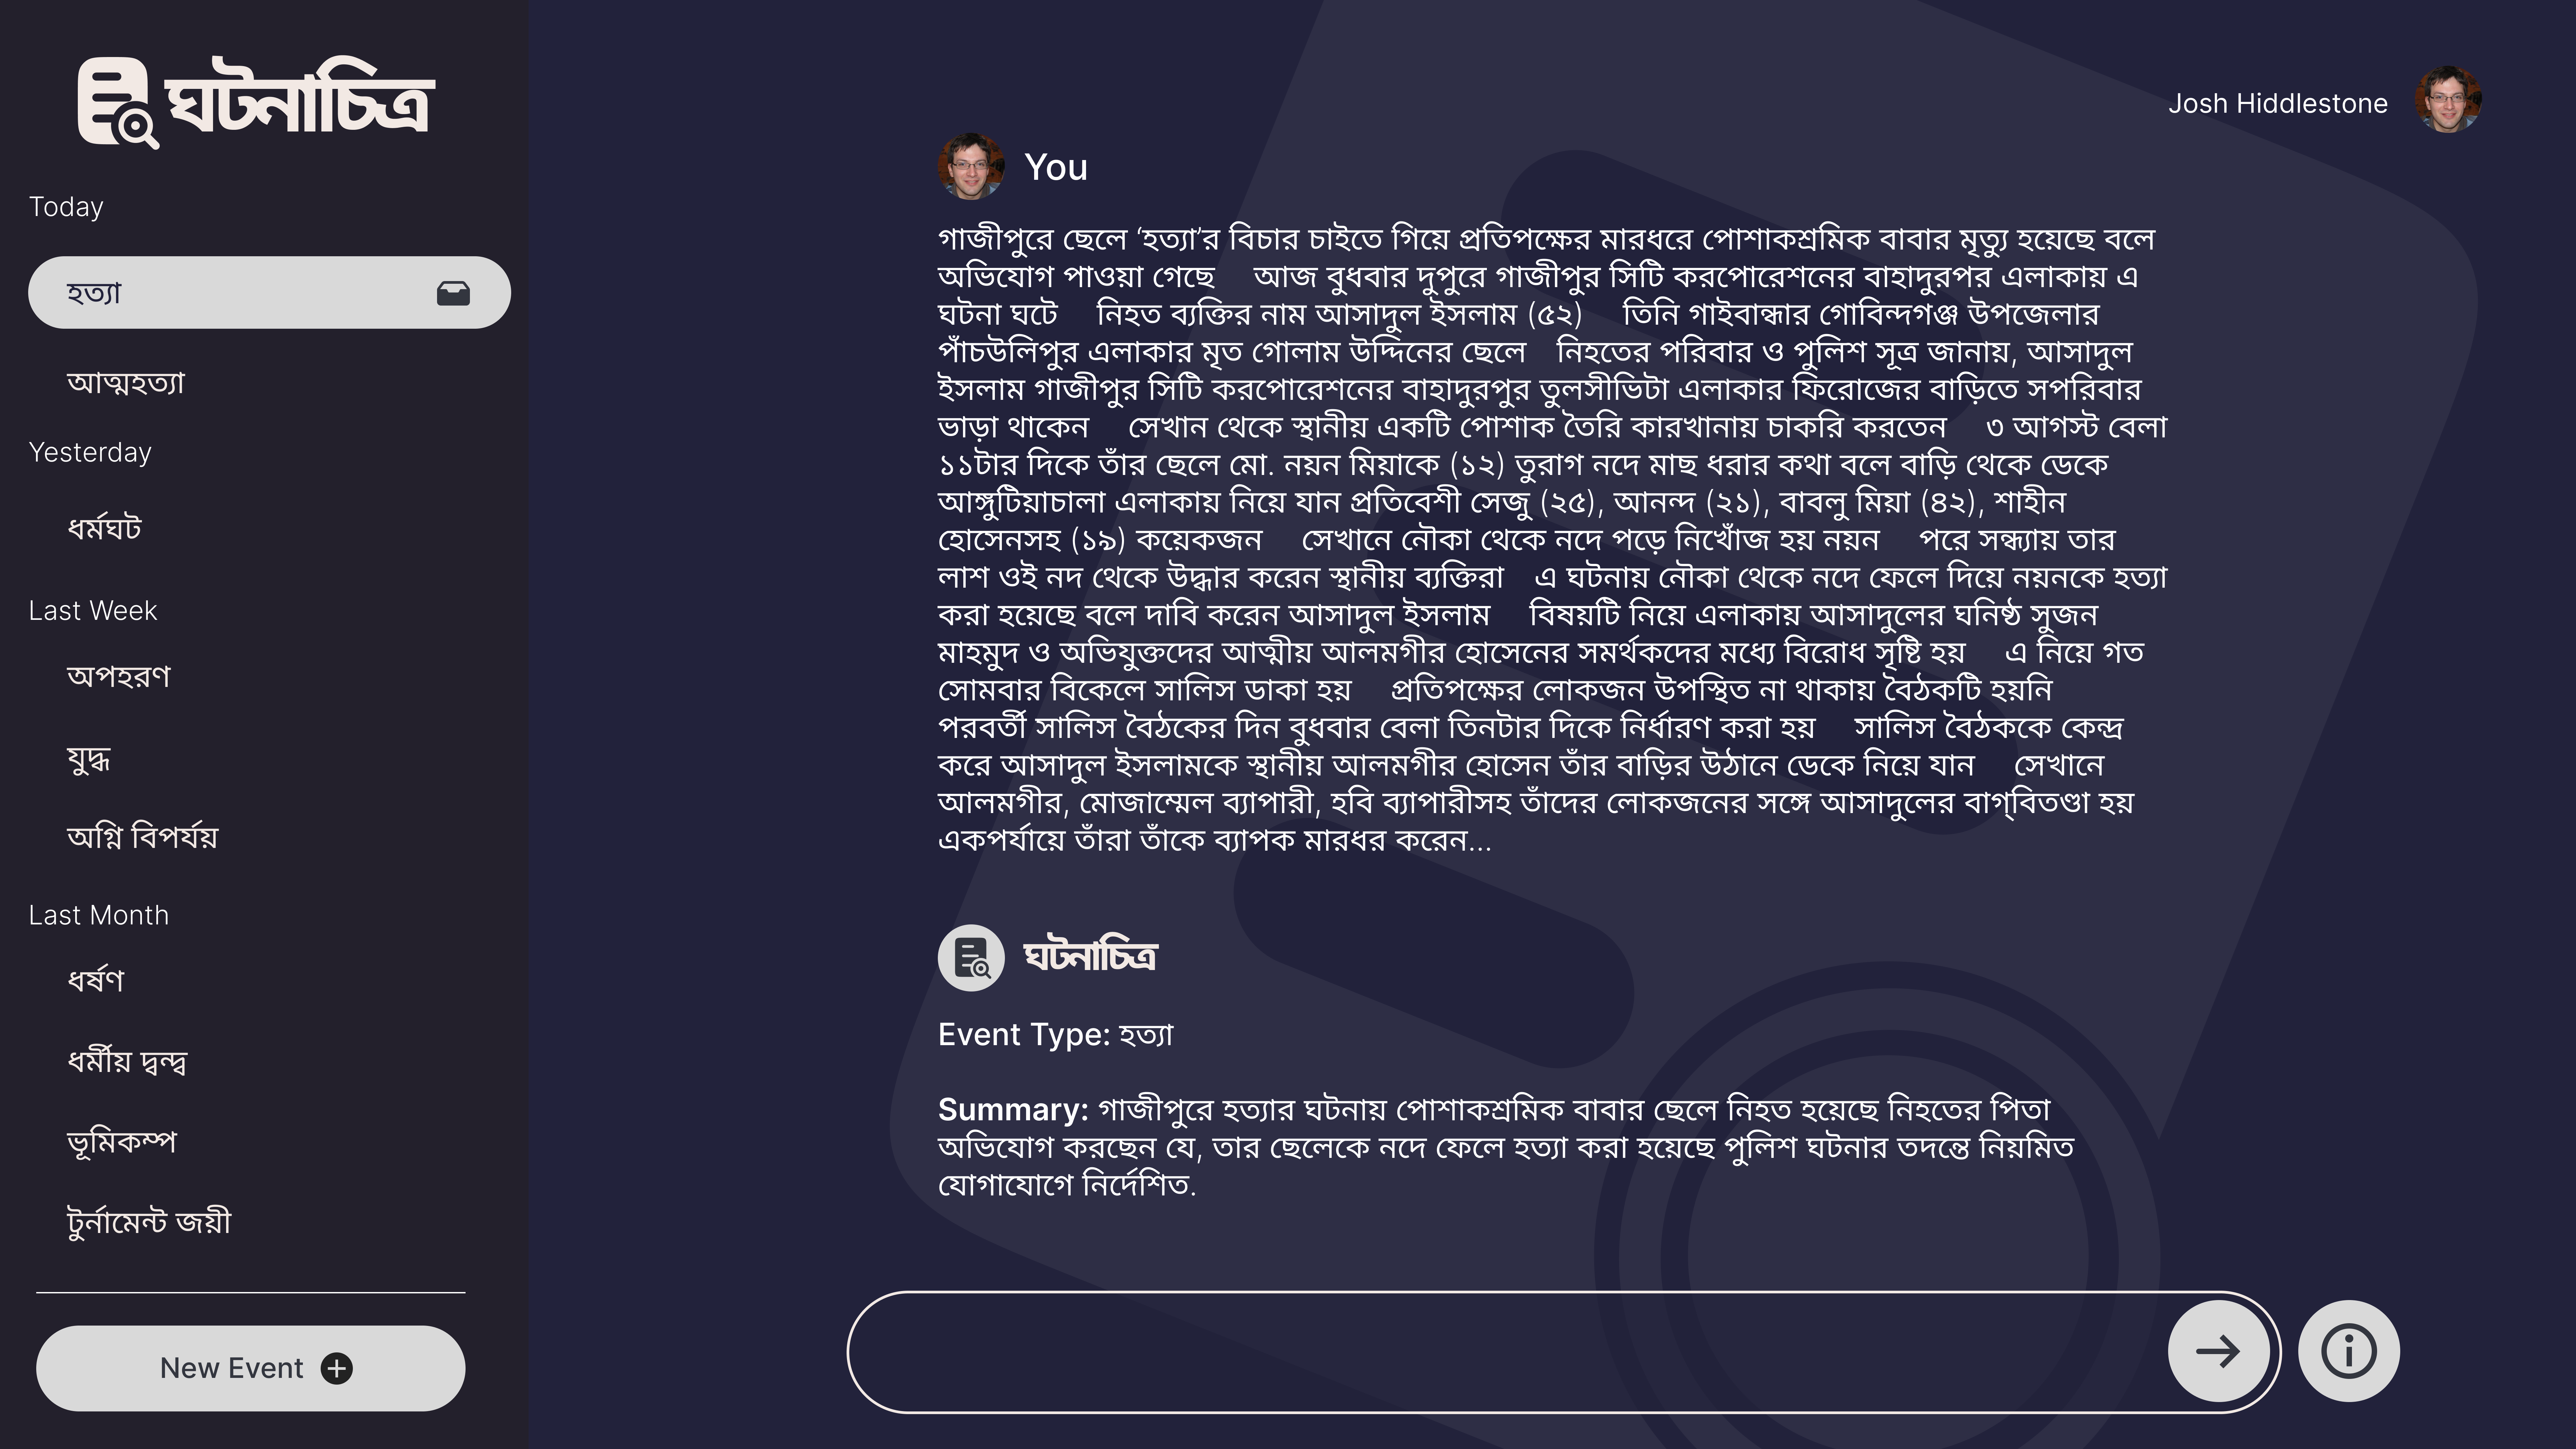 ঘটনাচিত্র
Today
হত্যা
আত্মহত্যা
Yesterday
ধর্মঘট
Last Week
অপহরণ
যুদ্ধ
অগ্নি বিপর্যয়
Last Month
ধর্ষণ
ধর্মীয় দ্বন্দ্ব
ভূমিকম্প
টুর্নামেন্ট জয়ী
New Event
Josh Hiddlestone
You
গাজীপুরে ছেলে ‘হত্যা’র বিচার চাইতে গিয়ে প্রতিপক্ষের মারধরে পোশাকশ্রমিক বাবার মৃত্যু হয়েছে বলে
অভিযোগ পাওয়া গেছে আজ বুধবার দুপুরে গাজীপুর সিটি করপোরেশনের বাহাদুরপর এলাকায় এ
ঘটনা ঘটে নিহত ব্যক্তির নাম আসাদুল ইসলাম (৫২) তিনি গাইবান্ধার গোবিন্দগঞ্জ উপজেলার
পাঁচউলিপুর এলাকার মৃত গোলাম উদ্দিনের ছেলে নিহতের পরিবার ও পুলিশ সূত্র জানায়, আসাদুল
ইসলাম গাজীপুর সিটি করপোরেশনের বাহাদুরপুর তুলসীভিটা এলাকার ফিরোজের বাড়িতে সপরিবার
ভাড়া থাকেন সেখান থেকে স্থানীয় একটি পোশাক তৈরি কারখানায় চাকরি করতেন ৩ আগস্ট বেলা
১১টার দিকে তাঁর ছেলে মো. নয়ন মিয়াকে (১২) তুরাগ নদে মাছ ধরার কথা বলে বাড়ি থেকে ডেকে
আঙ্গুটিয়াচালা এলাকায় নিয়ে যান প্রতিবেশী সেজু (২৫), আনন্দ (২১), বাবলু মিয়া (৪২), শাহীন
হোসেনসহ (১৯) কয়েকজন সেখানে নৌকা থেকে নদে পড়ে নিখোঁজ হয় নয়ন পরে সন্ধ্যায় তার
লাশ ওই নদ থেকে উদ্ধার করেন স্থানীয় ব্যক্তিরা এ ঘটনায় নৌকা থেকে নদে ফেলে দিয়ে নয়নকে হত্যা
করা হয়েছে বলে দাবি করেন আসাদুল ইসলাম বিষয়টি নিয়ে এলাকায় আসাদুলের ঘনিষ্ঠ সুজন
মাহমুদ ও অভিযুক্তদের আত্মীয় আলমগীর হোসেনের সমর্থকদের মধ্যে বিরোধ সৃষ্টি হয় এ নিয়ে গত
সোমবার বিকেলে সালিস ডাকা হয় প্রতিপক্ষের লোকজন উপস্থিত না থাকায় বৈঠকটি হয়নি
পরবর্তী সালিস বৈঠকের দিন বুধবার বেলা তিনটার দিকে নির্ধারণ করা হয় সালিস বৈঠককে কেন্দ্র
করে আসাদুল ইসলামকে স্থানীয় আলমগীর হোসেন তাঁর বাড়ির উঠানে ডেকে নিয়ে যান সেখানে
আলমগীর, মোজাম্মেল ব্যাপারী, হবি ব্যাপারীসহ তাঁদের লোকজনের সঙ্গে আসাদুলের বাগ্‌বিতণ্ডা হয়
একপর্যায়ে তাঁরা তাঁকে ব্যাপক মারধর করেন...
ঘটনাচিত্র
Event Type: হত্যা
Summary: গাজীপুরে হত্যার ঘটনায় পোশাকশ্রমিক বাবার ছেলে নিহত হয়েছে নিহতের পিতা
অভিযোগ করছেন যে, তার ছেলেকে নদে ফেলে হত্যা করা হয়েছে পুলিশ ঘটনার তদন্তে নিয়মিত
যোগাযোগে নির্দেশিত.